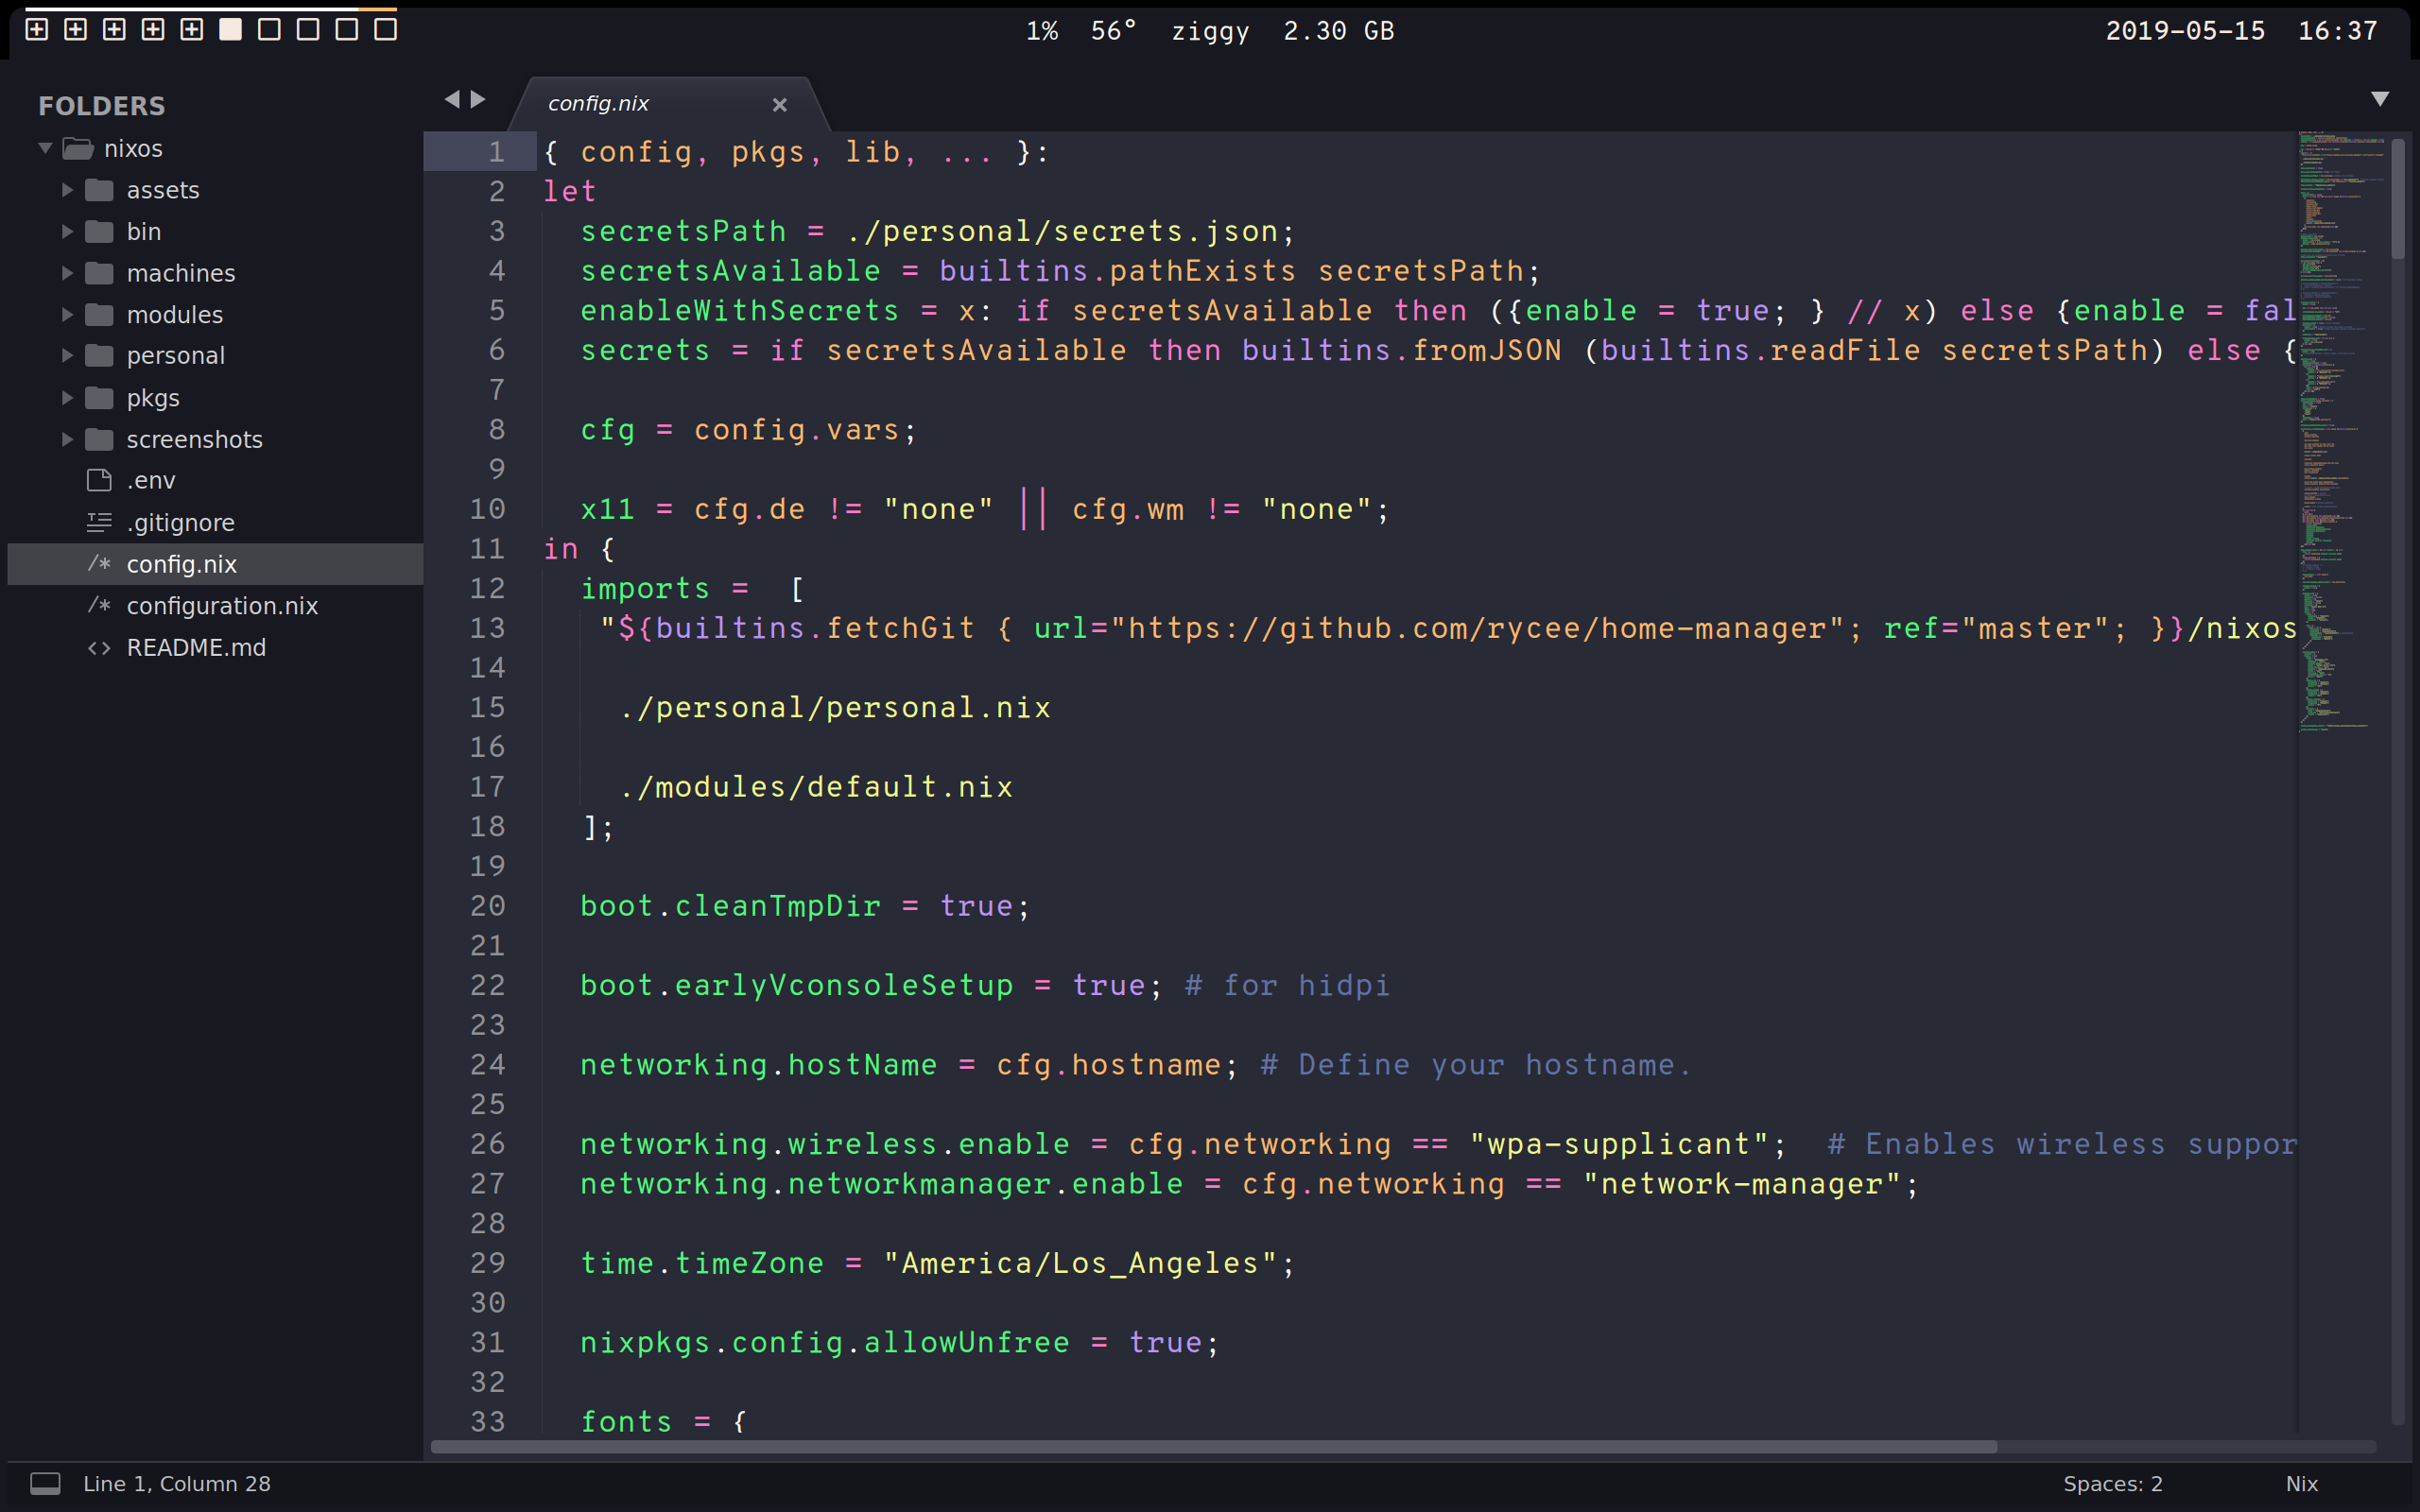 1% 56° ziggy 2.30 GB
2019-05-15 16:37
FOLDERS
nixos
assets
bin
machines
modules
personal
pkgs
screenshots
.env
.gitignore
config.nix
configuration.nix
README.md
config.nix ×
1 { config, pkgs, lib, ... }:
2 let
3   secretsPath = ./personal/secrets.json;
4   secretsAvailable = builtins.pathExists secretsPath;
5   enableWithSecrets = x: if secretsAvailable then ({enable = true; } // x) else {enable = fal
6   secrets = if secretsAvailable then builtins.fromJSON (builtins.readFile secretsPath) else {
7
8   cfg = config.vars;
9
10   x11 = cfg.de != "none" || cfg.wm != "none";
11 in {
12   imports =  [
13    "${builtins.fetchGit { url="https://github.com/rycee/home-manager"; ref="master"; }}/nixos
14
15     ./personal/personal.nix
16
17     ./modules/default.nix
18   ];
19
20   boot.cleanTmpDir = true;
21
22   boot.earlyVconsoleSetup = true; # for hidpi
23
24   networking.hostName = cfg.hostname; # Define your hostname.
25
26   networking.wireless.enable = cfg.networking == "wpa-supplicant";  # Enables wireless suppor
27   networking.networkmanager.enable = cfg.networking == "network-manager";
28
29   time.timeZone = "America/Los_Angeles";
30
31   nixpkgs.config.allowUnfree = true;
32
33   fonts = {
Line 1, Column 28
Spaces: 2
Nix